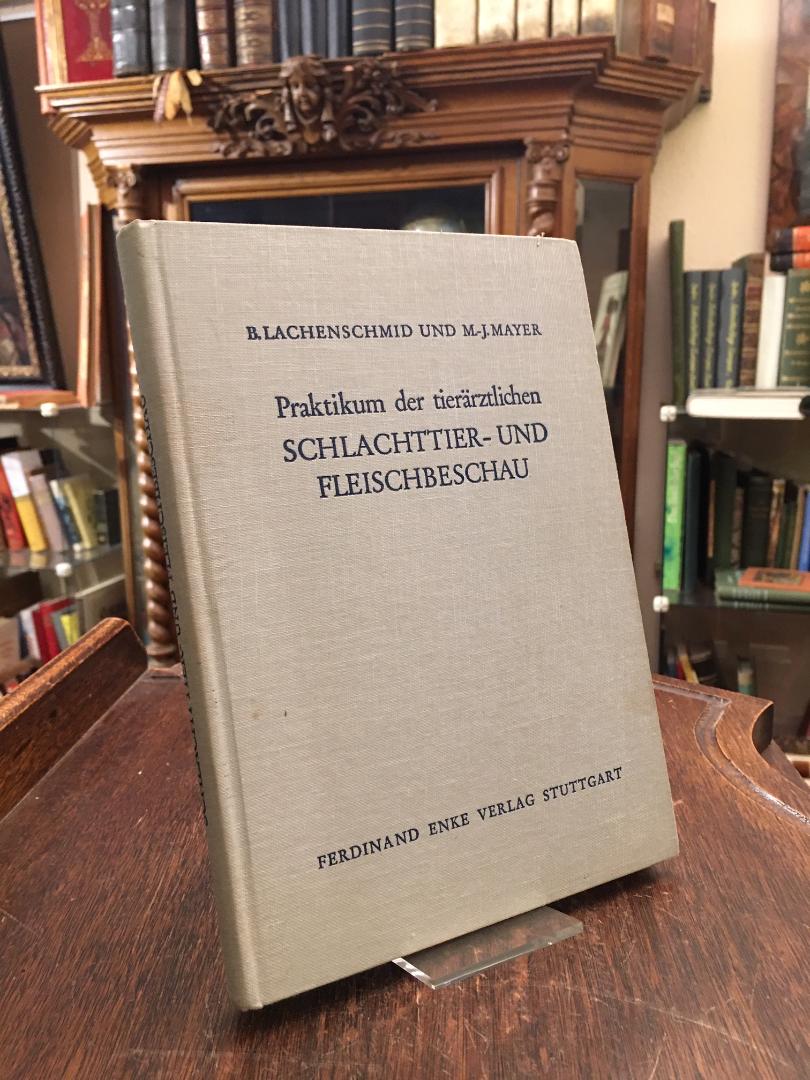 B. LACHENSCHMID UND M.-J. MAYER
Praktikum der tierärztlichen
SCHLACHTTIER- UND
FLEISCHBESCHAU
FERDINAND ENKE VERLAG STUTTGART